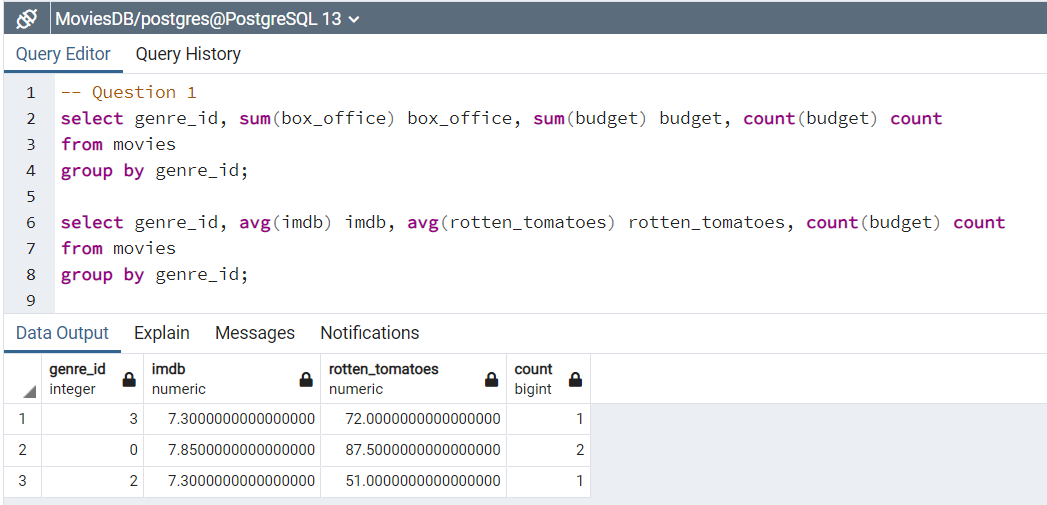 MoviesDB/postgres@PostgreSQL 13
Query Editor Query History
1 -- Question 1
2 select genre_id, sum(box_office) box_office, sum(budget) budget, count(budget) count
3 from movies
4 group by genre_id;
5
6 select genre_id, avg(imdb) imdb, avg(rotten_tomatoes) rotten_tomatoes, count(budget) count
7 from movies
8 group by genre_id;
9
Data Output Explain Messages Notifications
genre_id imdb rotten_tomatoes count
integer numeric numeric bigint
1 3 7.3000000000000000 72.0000000000000000 1
2 0 7.8500000000000000 87.5000000000000000 2
3 2 7.3000000000000000 51.0000000000000000 1